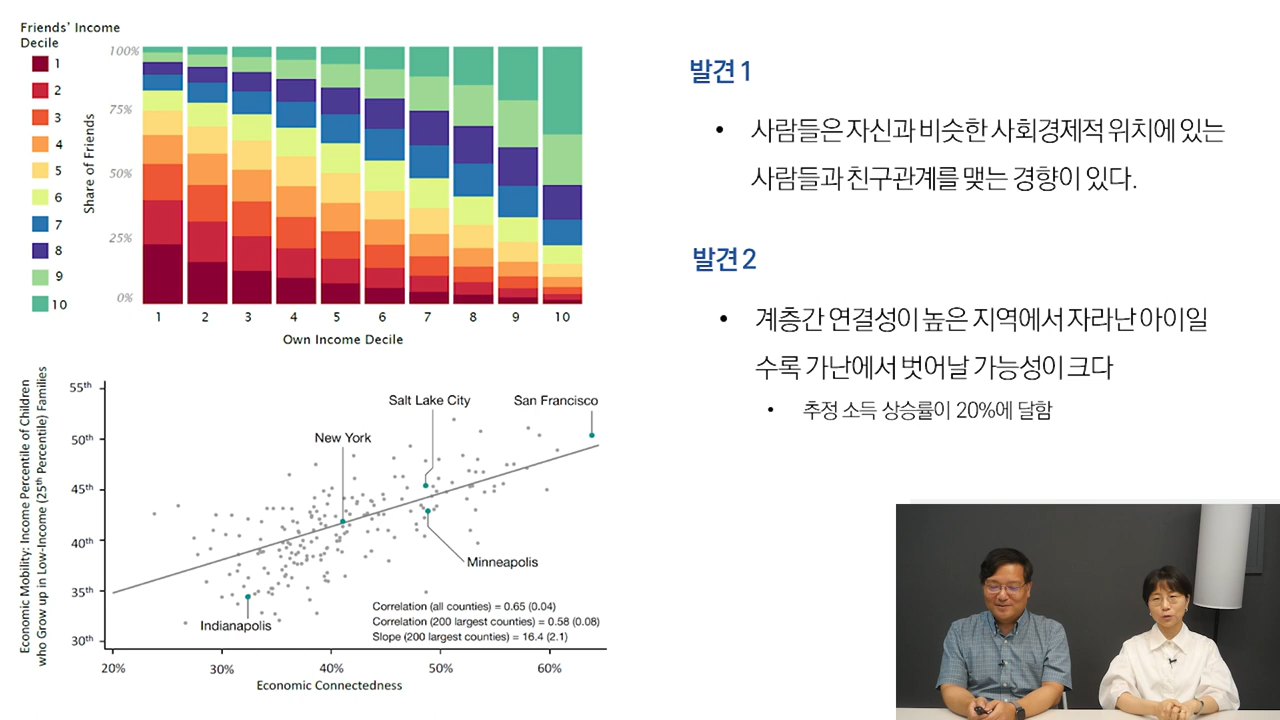 Friends' Income
Decile
1
2
3
4
5
6
7
8
9
10
Share of Friends
100%
75%
50%
25%
0%
1 2 3 4 5 6 7 8 9 10
Own Income Decile
Economic Mobility: Income Percentile of Children
who Grow up in Low-Income (25th Percentile) Families
55th
50th
45th
40th
35th
30th
Salt Lake City
San Francisco
New York
Minneapolis
Indianapolis
Correlation (all counties) = 0.65 (0.04)
Correlation (200 largest counties) = 0.58 (0.08)
Slope (200 largest counties) = 16.4 (2.1)
20% 30% 40% 50% 60%
Economic Connectedness
발견 1
• 사람들은 자신과 비슷한 사회경제적 위치에 있는
사람들과 친구관계를 맺는 경향이 있다.
발견 2
• 계층간 연결성이 높은 지역에서 자라난 아이일
수록 가난에서 벗어날 가능성이 크다
• 추정 소득 상승률이 20%에 달함